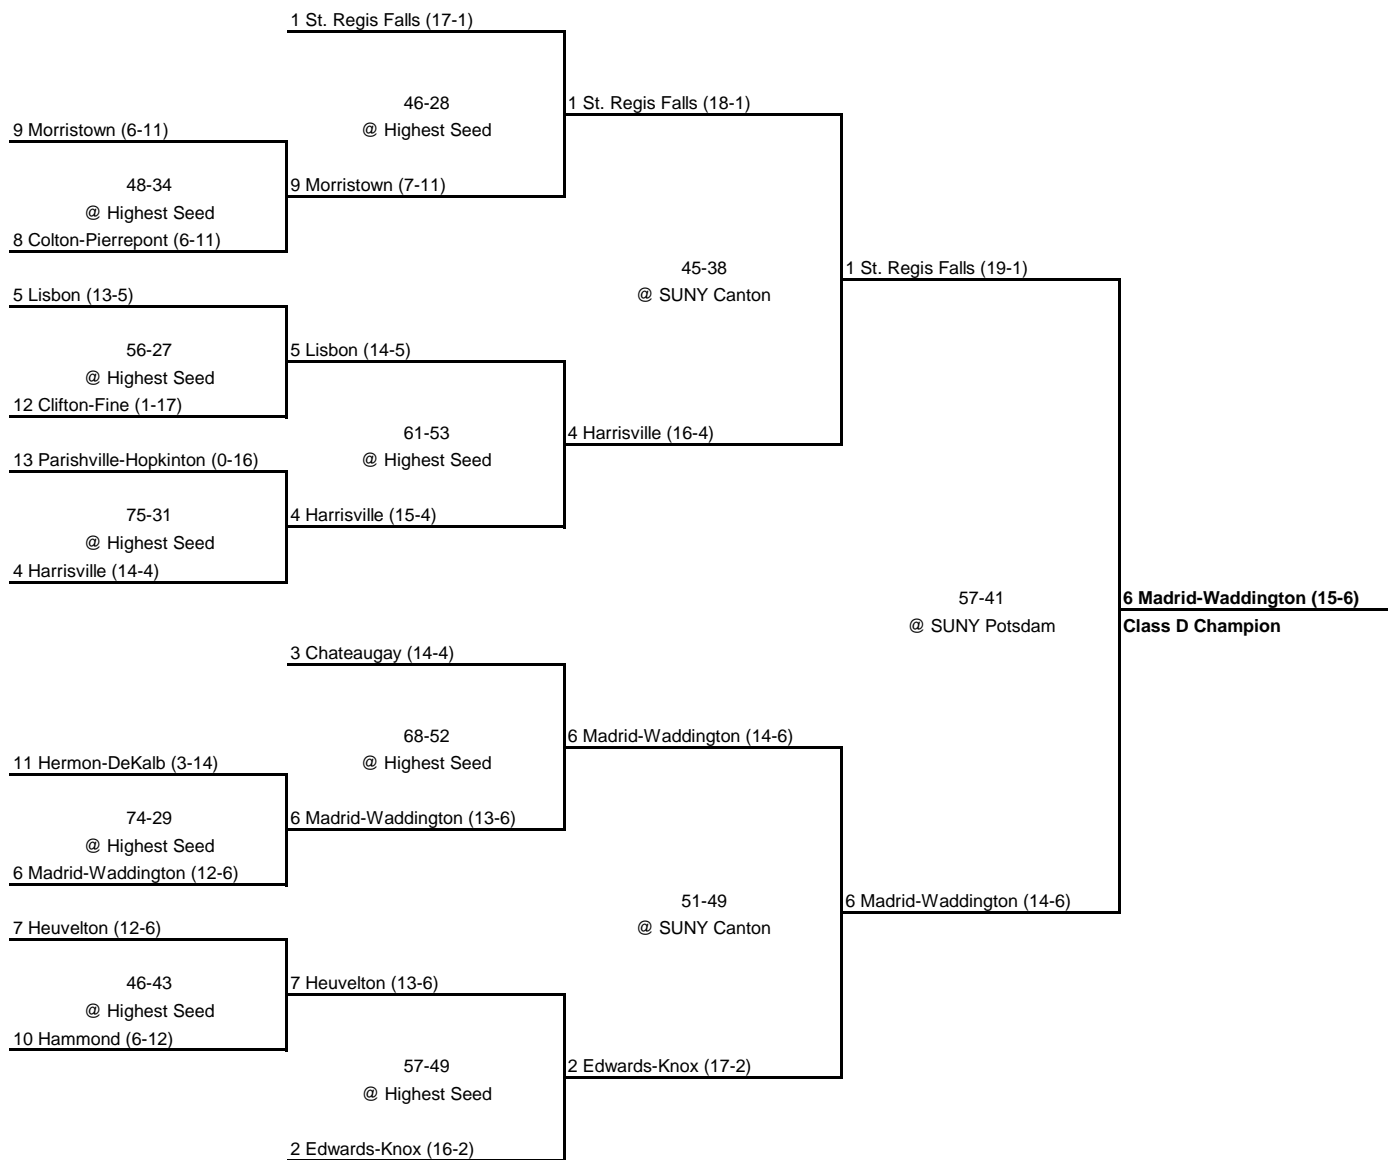 1 St. Regis Falls (17-1)
46-28
@ Highest Seed
1 St. Regis Falls (18-1)
9 Morristown (6-11)
48-34
@ Highest Seed
9 Morristown (7-11)
8 Colton-Pierrepont (6-11)
45-38
@ SUNY Canton
1 St. Regis Falls (19-1)
5 Lisbon (13-5)
56-27
@ Highest Seed
5 Lisbon (14-5)
12 Clifton-Fine (1-17)
61-53
@ Highest Seed
4 Harrisville (16-4)
13 Parishville-Hopkinton (0-16)
75-31
@ Highest Seed
4 Harrisville (15-4)
4 Harrisville (14-4)
57-41
@ SUNY Potsdam
6 Madrid-Waddington (15-6)
Class D Champion
3 Chateaugay (14-4)
68-52
@ Highest Seed
6 Madrid-Waddington (14-6)
11 Hermon-DeKalb (3-14)
74-29
@ Highest Seed
6 Madrid-Waddington (13-6)
6 Madrid-Waddington (12-6)
51-49
@ SUNY Canton
6 Madrid-Waddington (14-6)
7 Heuvelton (12-6)
46-43
@ Highest Seed
7 Heuvelton (13-6)
10 Hammond (6-12)
57-49
@ Highest Seed
2 Edwards-Knox (17-2)
2 Edwards-Knox (16-2)